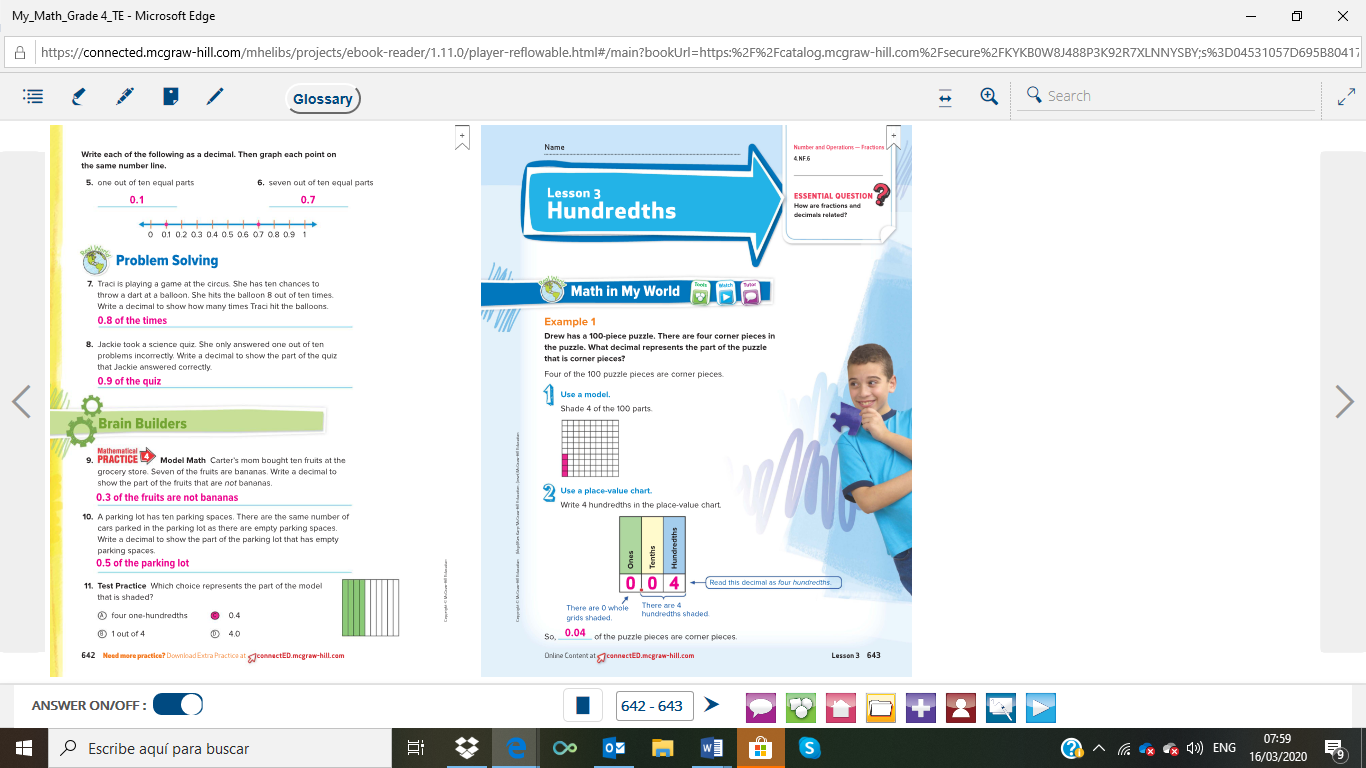 My_Math_Grade 4_TE - Microsoft Edge
https://connected.mcgraw-hill.com/mhelibs/projects/ebook-reader/1.11.0/player-reflowable.html#/main?bookUrl=https:%2F%2Fcatalog.mcgraw-hill.com%2Fsecure%2FKYKB0W8J488P3K92R7XLNNYSBY;s%3D04531057D695B80417
Glossary
Search
Write each of the following as a decimal. Then graph each point on
the same number line.
5. one out of ten equal parts
6. seven out of ten equal parts
0.1
0.7
0 0.1 0.2 0.3 0.4 0.5 0.6 0.7 0.8 0.9 1
Problem Solving
7. Traci is playing a game at the circus. She has ten chances to
throw a dart at a balloon. She hits the balloon 8 out of ten times.
Write a decimal to show how many times Traci hit the balloons.
0.8 of the times
8. Jackie took a science quiz. She only answered one out of ten
problems incorrectly. Write a decimal to show the part of the quiz
that Jackie answered correctly.
0.9 of the quiz
Brain Builders
9. Mathematical PRACTICE 4 Model Math Carter's mom bought ten fruits at the
grocery store. Seven of the fruits are bananas. Write a decimal to
show the part of the fruits that are not bananas.
0.3 of the fruits are not bananas
10. A parking lot has ten parking spaces. There are the same number of
cars parked in the parking lot as there are empty parking spaces.
Write a decimal to show the part of the parking lot that has empty
parking spaces.
0.5 of the parking lot
11. Test Practice Which choice represents the part of the model
that is shaded?
A four one-hundredths
0.4
B 1 out of 4
D 4.0
642 Need more practice? Download Extra Practice at connectED.mcgraw-hill.com
Name
Number and Operations — Fractions
4.NF.6
ESSENTIAL QUESTION
How are fractions and
decimals related?
Lesson 3
Hundredths
Math in My World
Tools
Watch
Tutor
Example 1
Drew has a 100-piece puzzle. There are four corner pieces in
the puzzle. What decimal represents the part of the puzzle
that is corner pieces?
Four of the 100 puzzle pieces are corner pieces.
1 Use a model.
Shade 4 of the 100 parts.
2 Use a place-value chart.
Write 4 hundredths in the place-value chart.
Ones
Tenths
Hundredths
0.04
Read this decimal as four hundredths.
There are 0 whole
grids shaded.
There are 4
hundredths shaded.
So, 0.04 of the puzzle pieces are corner pieces.
Online Content at connectED.mcgraw-hill.com
Lesson 3 643
ANSWER ON/OFF :
642 - 643
Escribe aquí para buscar
ENG
07:59
16/03/2020
9